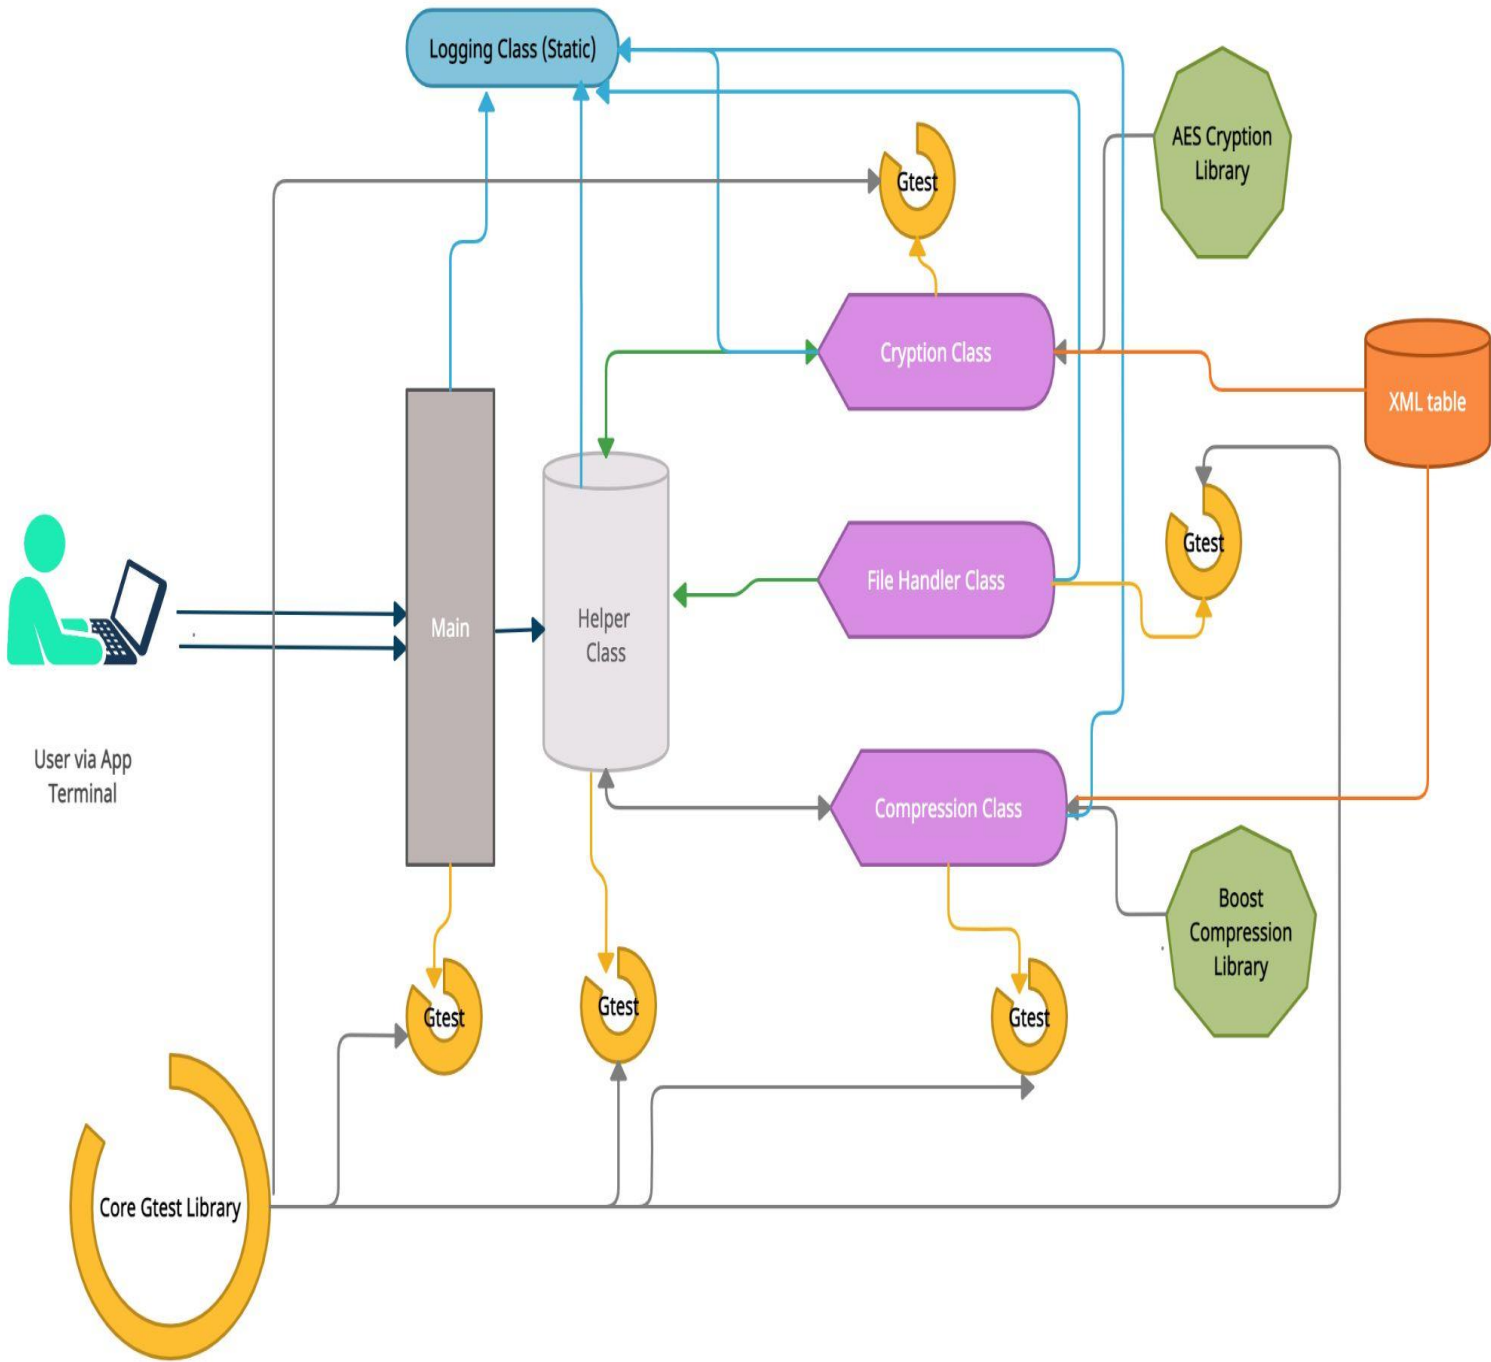 Logging Class (Static)
AES Cryption
Library
Gtest
Cryption Class
XML table
Gtest
File Handler Class
Main
Helper
Class
User via App
Terminal
Compression Class
Boost
Compression
Library
Gtest
Gtest
Gtest
Core Gtest Library